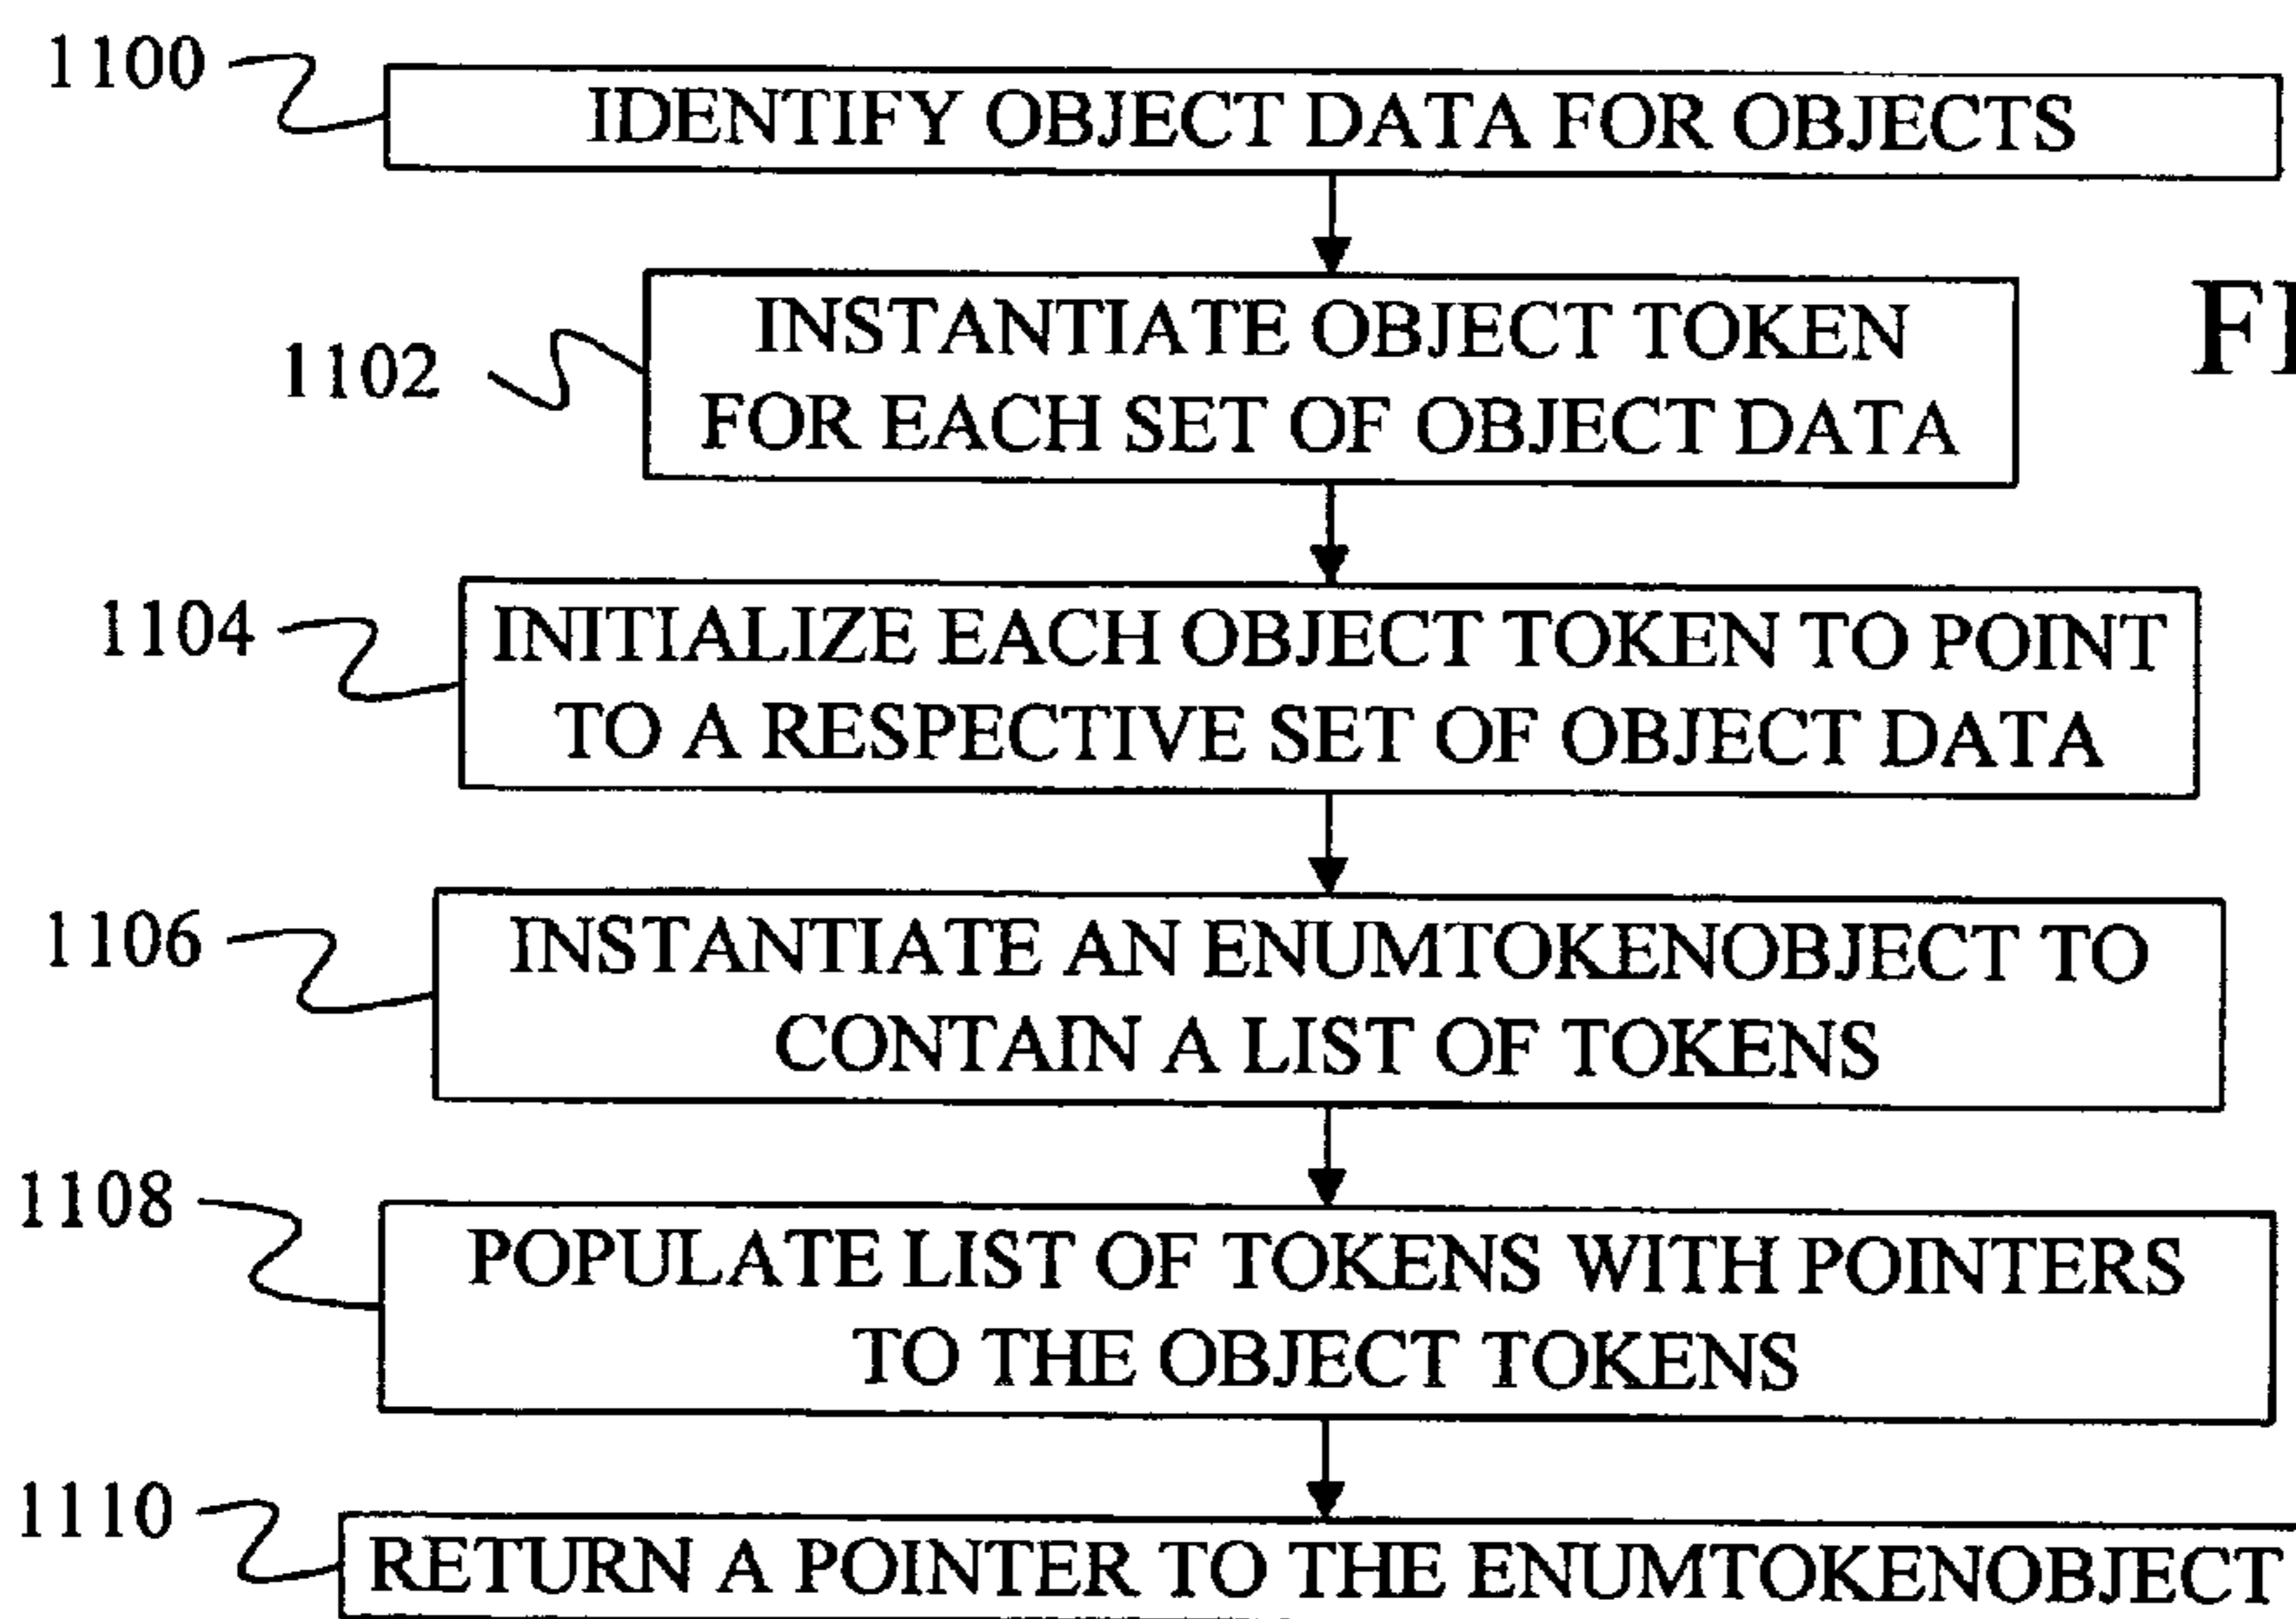 1100
IDENTIFY OBJECT DATA FOR OBJECTS
1102
INSTANTIATE OBJECT TOKEN
FOR EACH SET OF OBJECT DATA
1104
INITIALIZE EACH OBJECT TOKEN TO POINT
TO A RESPECTIVE SET OF OBJECT DATA
1106
INSTANTIATE AN ENUMTOKENOBJECT TO
CONTAIN A LIST OF TOKENS
1108
POPULATE LIST OF TOKENS WITH POINTERS
TO THE OBJECT TOKENS
1110
RETURN A POINTER TO THE ENUMTOKENOBJECT